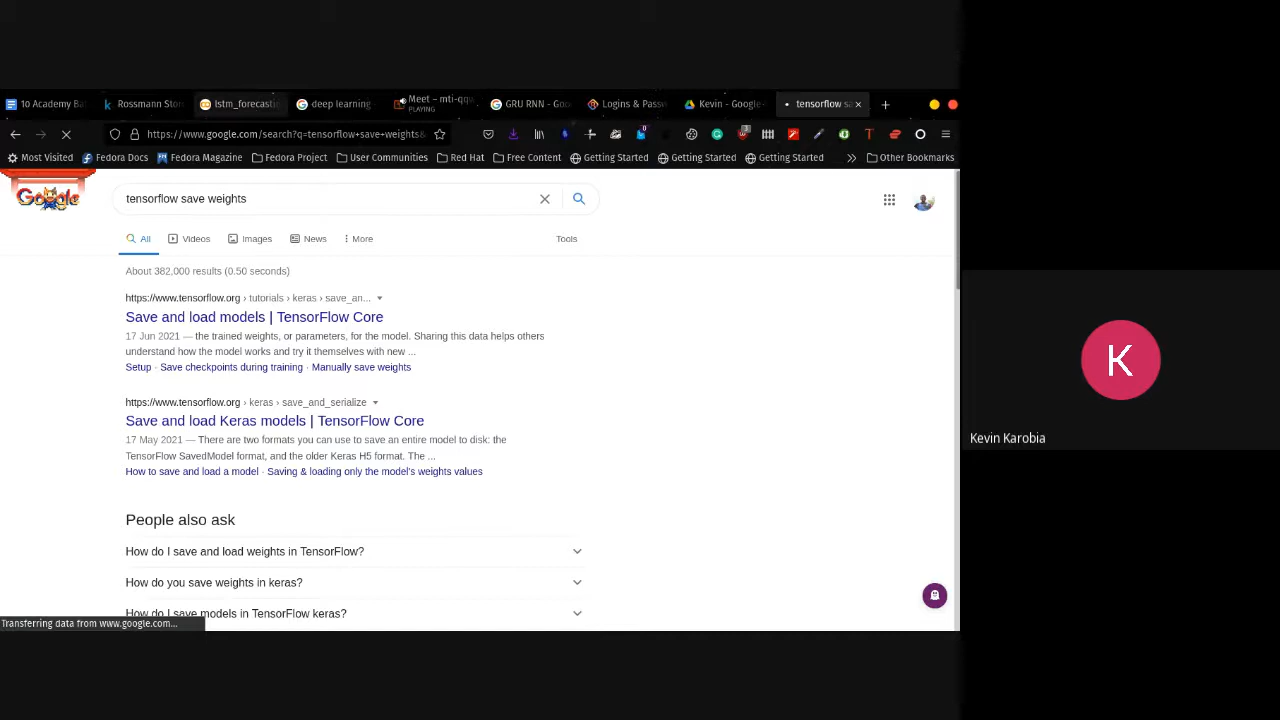 10 Academy Ba
Rossmann Stor
lstm_forecasti
deep learning
Meet – mti-qqw
PLAYING
GRU RNN - Goo
Logins & Passw
Kevin - Google-
tensorflow sa
https://www.google.com/search?q=tensorflow+save+weights&
Most Visited
Fedora Docs
Fedora Magazine
Fedora Project
User Communities
Red Hat
Free Content
Getting Started
Getting Started
Getting Started
Other Bookmarks
Google
tensorflow save weights
All
Videos
Images
News
More
Tools
About 382,000 results (0.50 seconds)
https://www.tensorflow.org › tutorials › keras › save_an...
Save and load models | TensorFlow Core
17 Jun 2021 — the trained weights, or parameters, for the model. Sharing this data helps others
understand how the model works and try it themselves with new ...
Setup · Save checkpoints during training · Manually save weights
https://www.tensorflow.org › keras › save_and_serialize
Save and load Keras models | TensorFlow Core
17 May 2021 — There are two formats you can use to save an entire model to disk: the
TensorFlow SavedModel format, and the older Keras H5 format. The ...
How to save and load a model · Saving & loading only the model's weights values
People also ask
How do I save and load weights in TensorFlow?
How do you save weights in keras?
How do I save models in TensorFlow keras?
Transferring data from www.google.com...
K
Kevin Karobia